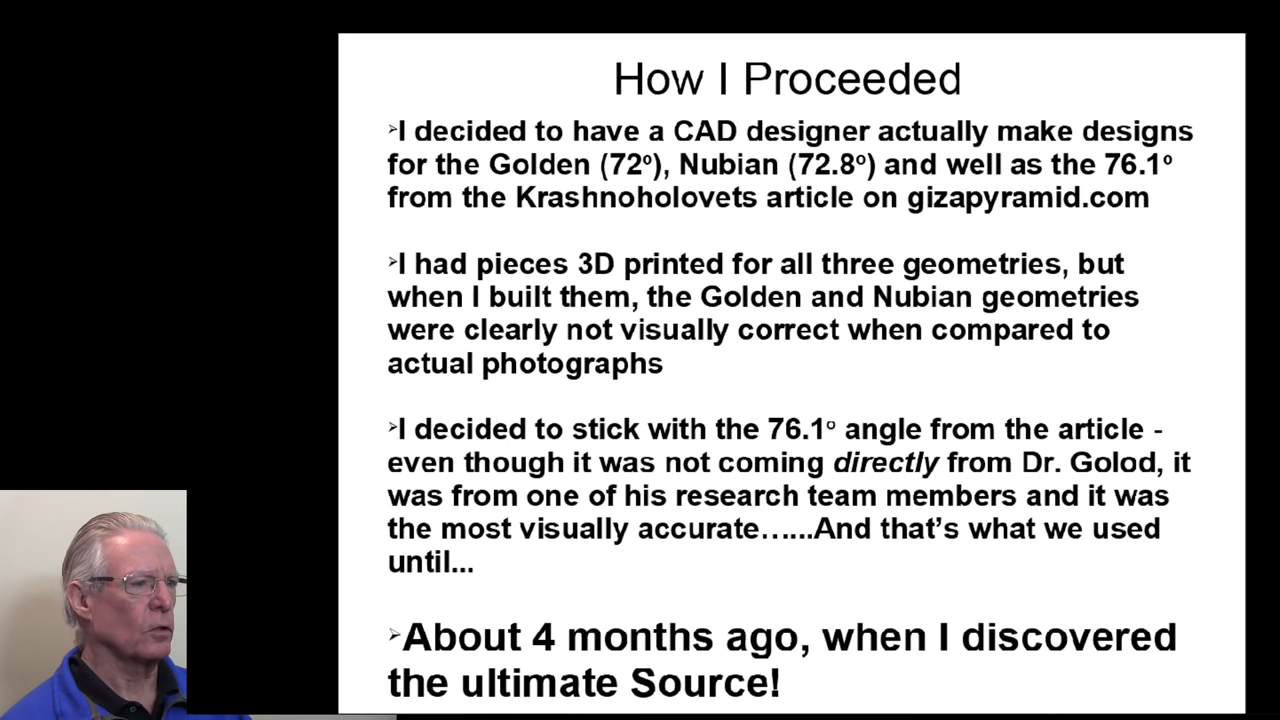 How I Proceeded
➢I decided to have a CAD designer actually make designs
for the Golden (72º), Nubian (72.8º) and well as the 76.1º
from the Krashnoholovets article on gizapyramid.com
➢I had pieces 3D printed for all three geometries, but
when I built them, the Golden and Nubian geometries
were clearly not visually correct when compared to
actual photographs
➢I decided to stick with the 76.1º angle from the article -
even though it was not coming directly from Dr. Golod, it
was from one of his research team members and it was
the most visually accurate…...And that’s what we used
until...
➢About 4 months ago, when I discovered
the ultimate Source!